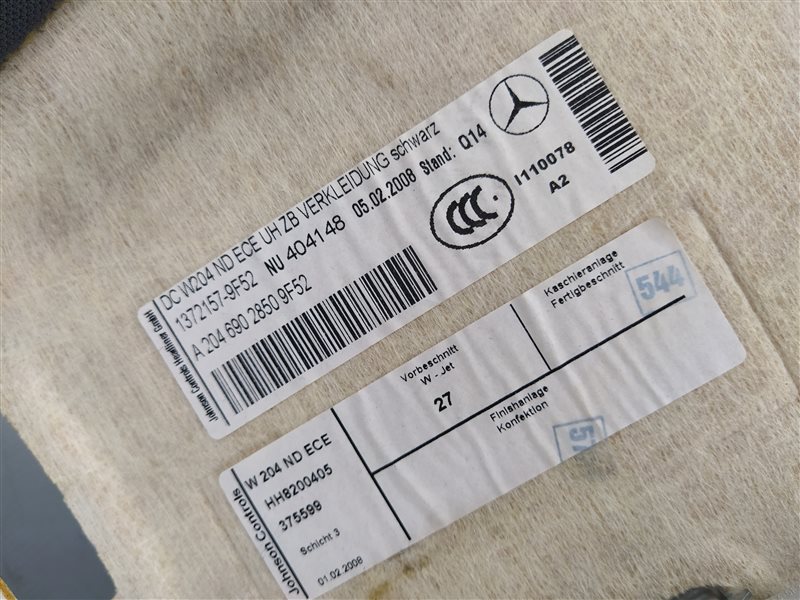 DC W204 ND ECE UH ZB VERKLEIDUNG schwarz
1372157-9F52 NU 404148 05.02.2008 Stand: Q14
A 204 690 2850 9F52
CCC
I110078
A2
Johnson Controls
W 204 ND ECE
HH8200405
375599
Schicht 3
01.02.2008
Vorbeschnitt
W - Jet
27
Kaschieranlage
Fertigbeschnitt
544
Finishanlage
Konfektion